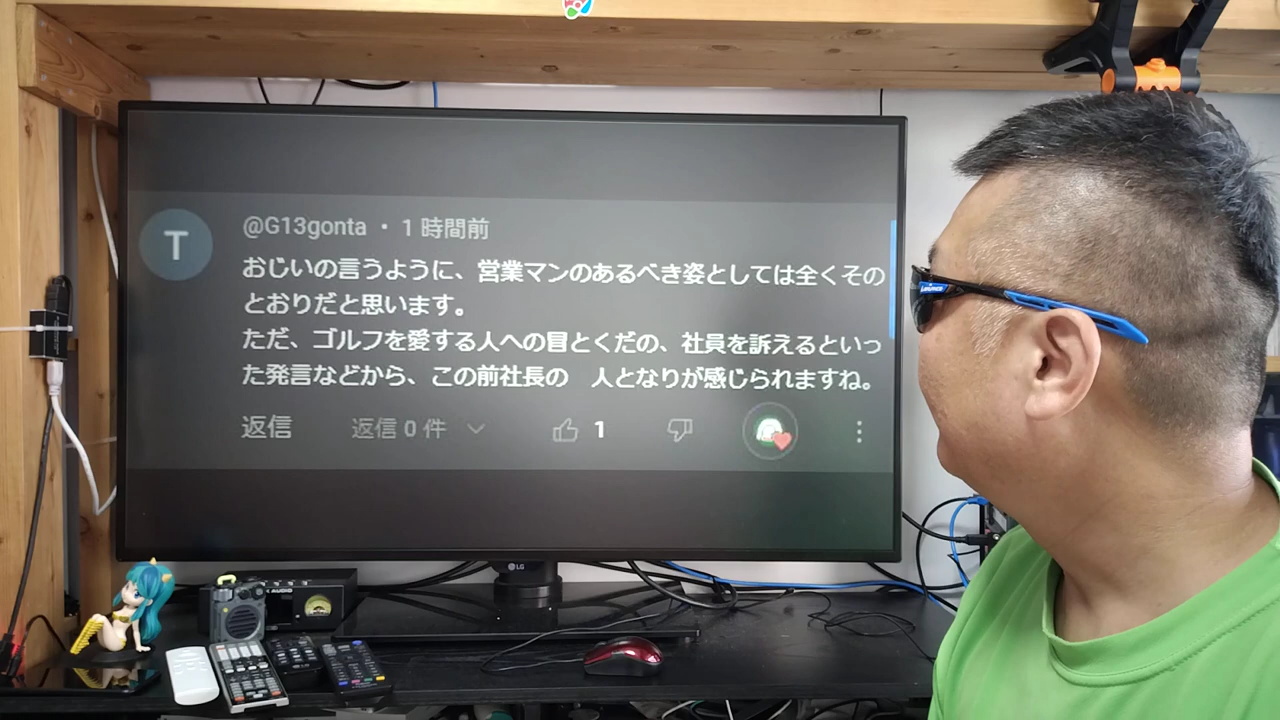 T
@G13gonta・1 時間前
おじいの言うように、営業マンのあるべき姿としては全くその
とおりだと思います。
ただ、ゴルフを愛する人への冒とくだの、社員を訴えるといっ
た発言などから、この前社長の　人となりが感じられますね。
返信
返信 0 件
1
LG
AUDIO